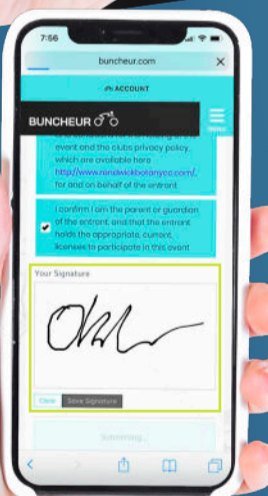 7:56
buncheur.com
ACCOUNT
BUNCHEUR
MENU
event and the clubs privacy policy,
which are available here
http://www.randwickbotanycc.com/,
for and on behalf of the entrant
I confirm I am the parent or guardian
of the entrant, and that the entrant
holds the appropriate, current,
licenses to participate in this event
Your Signature
Clear
Save Signature
Submitting...